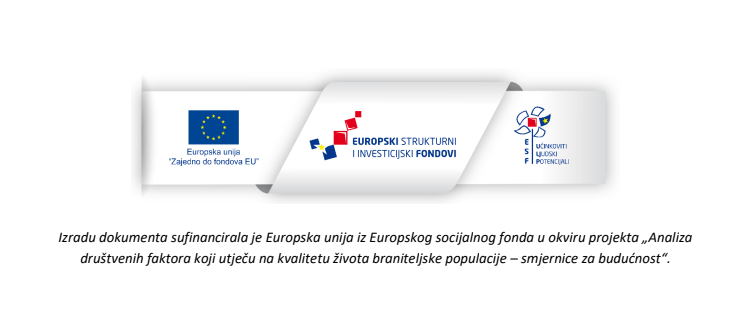 Europska unija
"Zajedno do fondova EU"
EUROPSKI STRUKTURNI
I INVESTICIJSKI FONDOVI
E
S
F
UČINKOVITI
LJUDSKI
POTENCIJALI
Izradu dokumenta sufinancirala je Europska unija iz Europskog socijalnog fonda u okviru projekta „Analiza
društvenih faktora koji utječu na kvalitetu života braniteljske populacije – smjernice za budućnost“.